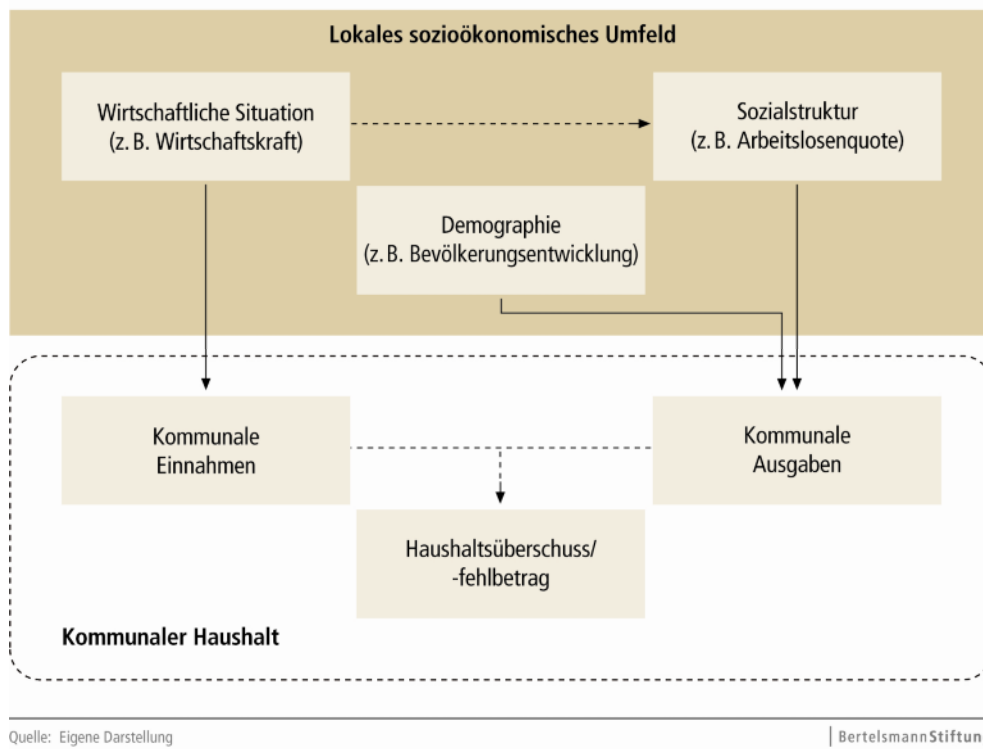 Lokales sozioökonomisches Umfeld
Wirtschaftliche Situation
(z. B. Wirtschaftskraft)
Sozialstruktur
(z. B. Arbeitslosenquote)
Demographie
(z. B. Bevölkerungsentwicklung)
Kommunale
Einnahmen
Kommunale
Ausgaben
Haushaltsüberschuss/
-fehlbetrag
Kommunaler Haushalt
Quelle: Eigene Darstellung
BertelsmannStiftun